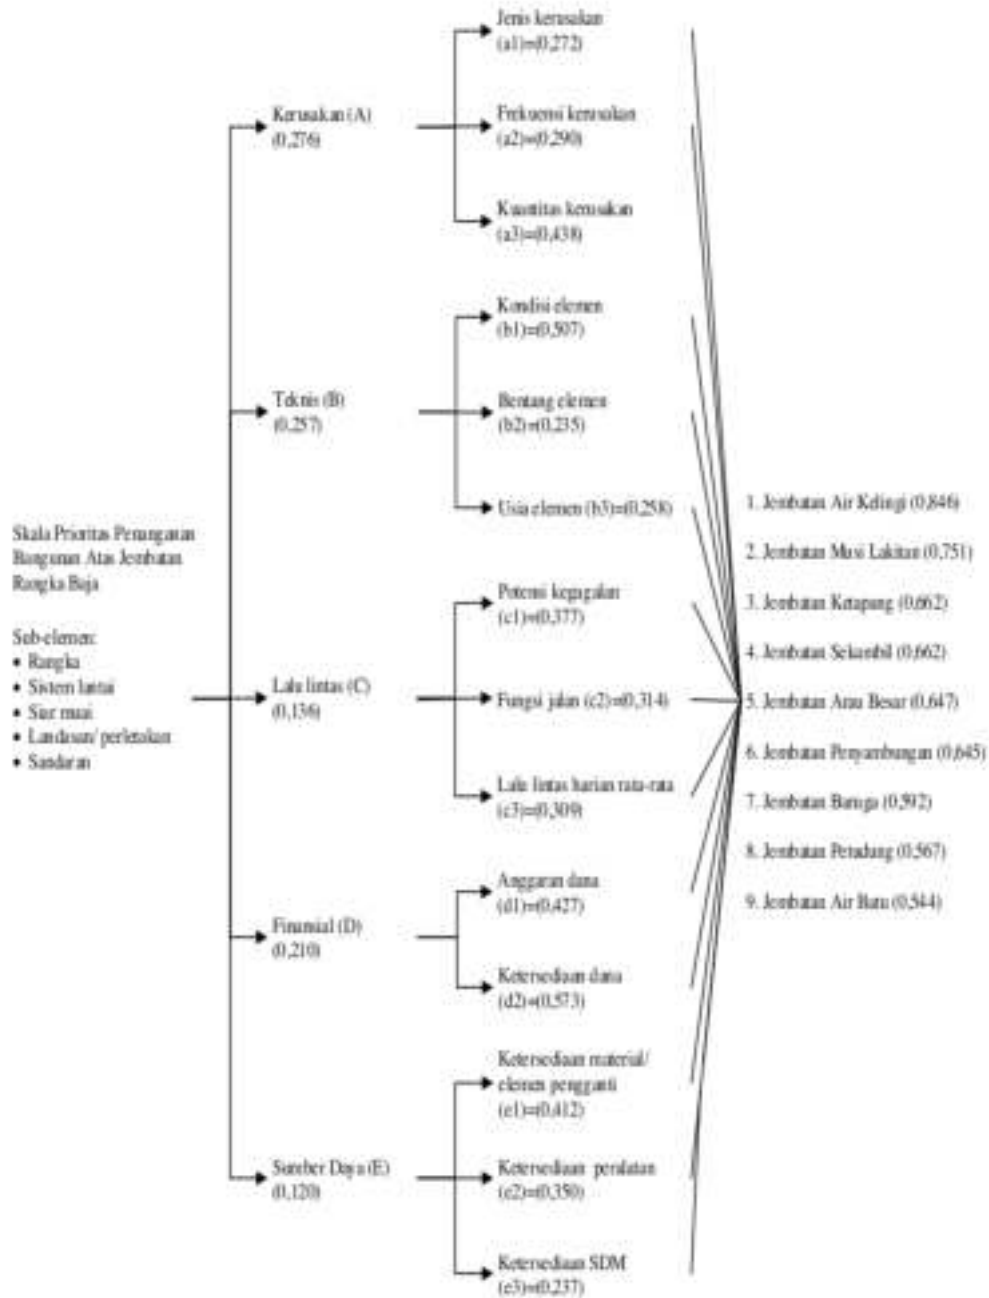 Skala Prioritas Penanganan
Bangunan Atas Jembatan
Rangka Baja
Sub-elemen:
• Rangka
• Sistem lantai
• Siar muai
• Landasan/ perletakan
• Sandaran
Kerusakan (A)
(0,276)
Teknis (B)
(0,257)
Lalu lintas (C)
(0,136)
Finansial (D)
(0,210)
Sumber Daya (E)
(0,120)
Jenis kerusakan
(a1)=(0,272)
Frekuensi kerusakan
(a2)=(0,290)
Kuantitas kerusakan
(a3)=(0,438)
Kondisi elemen
(b1)=(0,507)
Bentang elemen
(b2)=(0,235)
Usia elemen (b3)=(0,258)
Potensi kegagalan
(c1)=(0,377)
Fungsi jalan (c2)=(0,314)
Lalu lintas harian rata-rata
(c3)=(0,309)
Anggaran dana
(d1)=(0,427)
Ketersediaan dana
(d2)=(0,573)
Ketersediaan material/
elemen pengganti
(e1)=(0,412)
Ketersediaan peralatan
(e2)=(0,350)
Ketersediaan SDM
(e3)=(0,237)
1. Jembatan Air Kelingi (0,846)
2. Jembatan Musi Lakitan (0,751)
3. Jembatan Ketapang (0,662)
4. Jembatan Sekambil (0,662)
5. Jembatan Arau Besar (0,647)
6. Jembatan Penyambungan (0,645)
7. Jembatan Baruga (0,592)
8. Jembatan Petadung (0,567)
9. Jembatan Air Batu (0,544)